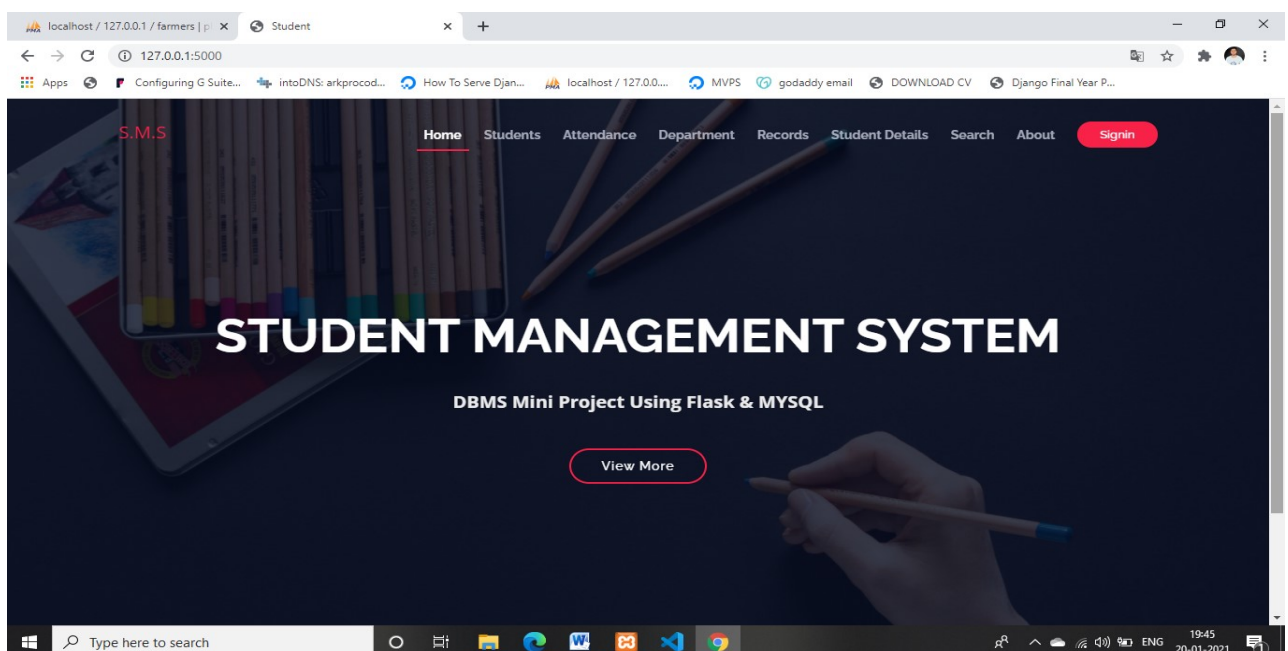 localhost / 127.0.0.1 / farmers | p
Student
127.0.0.1:5000
Apps
Configuring G Suite...
intoDNS: arkprocod...
How To Serve Djan...
localhost / 127.0.0....
MVPS
godaddy email
DOWNLOAD CV
Django Final Year P...
S.M.S
Home Students Attendance Department Records Student Details Search About Signin
STUDENT MANAGEMENT SYSTEM
DBMS Mini Project Using Flask & MYSQL
View More
Type here to search
ENG
19:45
20-01-2021